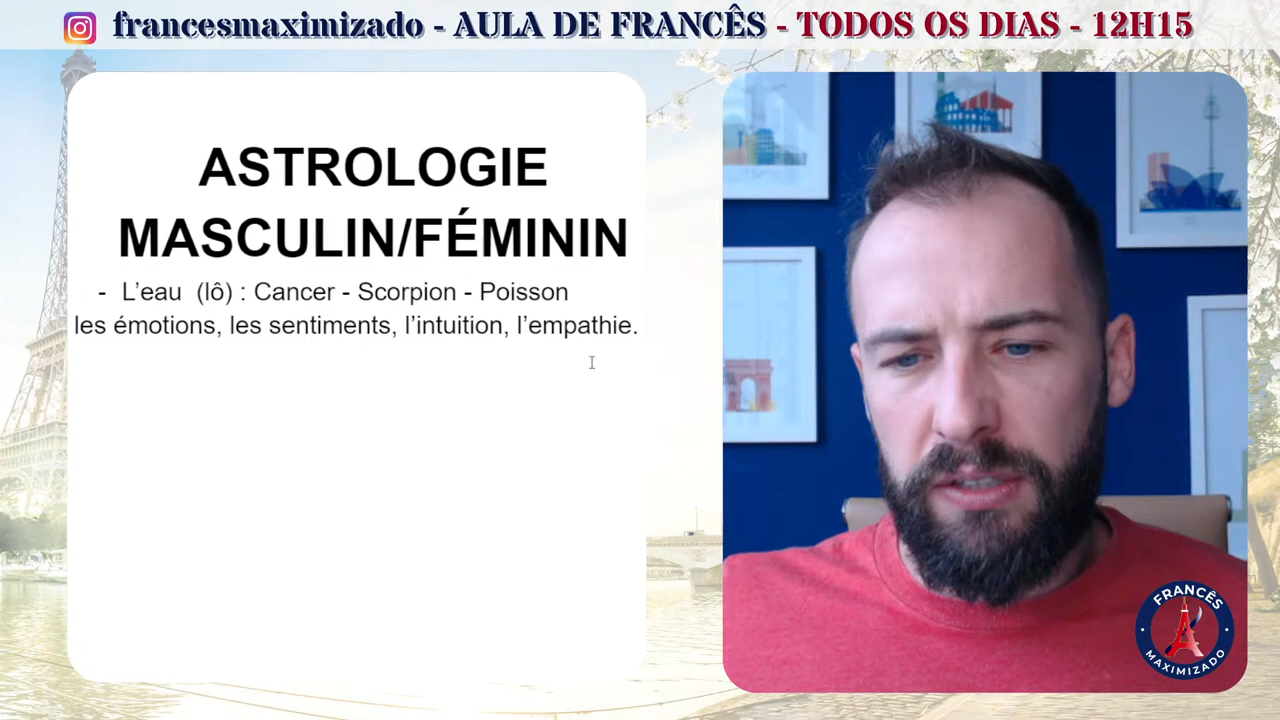 francesmaximizado - AULA DE FRANCÊS - TODOS OS DIAS - 12H15
ASTROLOGIE
MASCULIN/FÉMININ
- L’eau (lô) : Cancer - Scorpion - Poisson
les émotions, les sentiments, l’intuition, l’empathie.
FRANCÊS
MAXIMIZADO